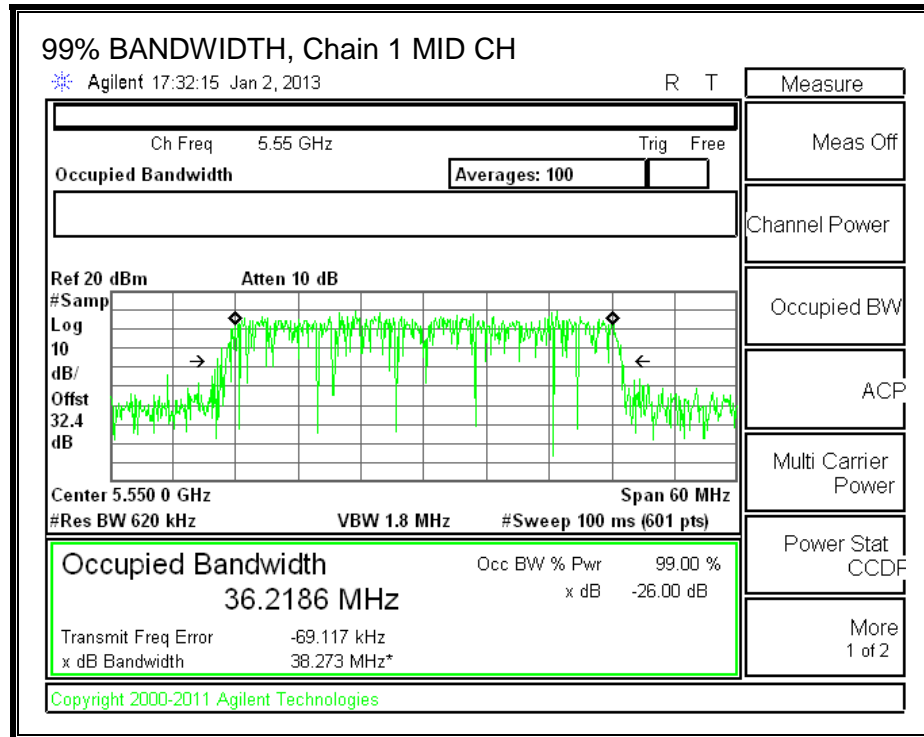 99% BANDWIDTH, Chain 1 MID CH
Agilent 17:32:15 Jan 2, 2013 R T
Measure
Ch Freq 5.55 GHz Trig Free
Occupied Bandwidth Averages: 100
Ref 20 dBm Atten 10 dB
#Samp
Log
10
dB/
Offst
32.4
dB
Center 5.550 0 GHz Span 60 MHz
#Res BW 620 kHz VBW 1.8 MHz #Sweep 100 ms (601 pts)
Occupied Bandwidth Occ BW % Pwr 99.00 %
36.2186 MHz x dB -26.00 dB
Transmit Freq Error -69.117 kHz
x dB Bandwidth 38.273 MHz*
Copyright 2000-2011 Agilent Technologies
Meas Off
Channel Power
Occupied BW
ACP
Multi Carrier
Power
Power Stat
CCDF
More
1 of 2